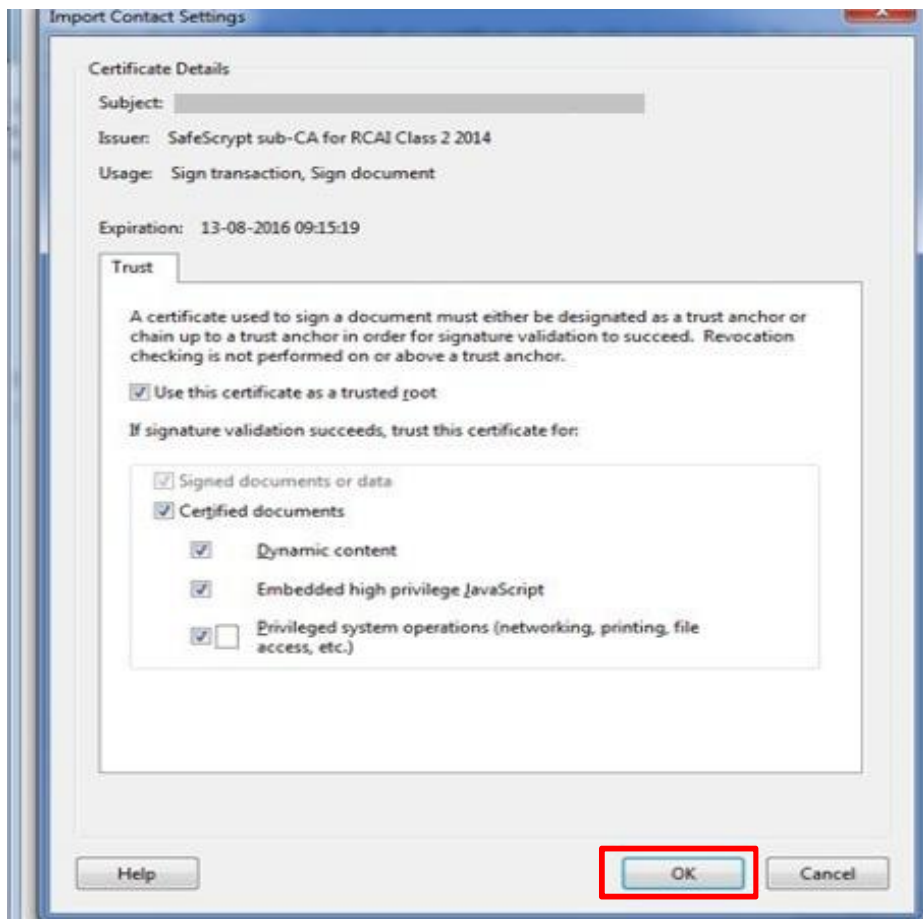 Import Contact Settings
Certificate Details
Subject:
Issuer: SafeScrypt sub-CA for RCAI Class 2 2014
Usage: Sign transaction, Sign document
Expiration: 13-08-2016 09:15:19
Trust
A certificate used to sign a document must either be designated as a trust anchor or
chain up to a trust anchor in order for signature validation to succeed. Revocation
checking is not performed on or above a trust anchor.
Use this certificate as a trusted root
If signature validation succeeds, trust this certificate for:
Signed documents or data
Certified documents
Dynamic content
Embedded high privilege JavaScript
Privileged system operations (networking, printing, file
access, etc.)
Help
OK
Cancel